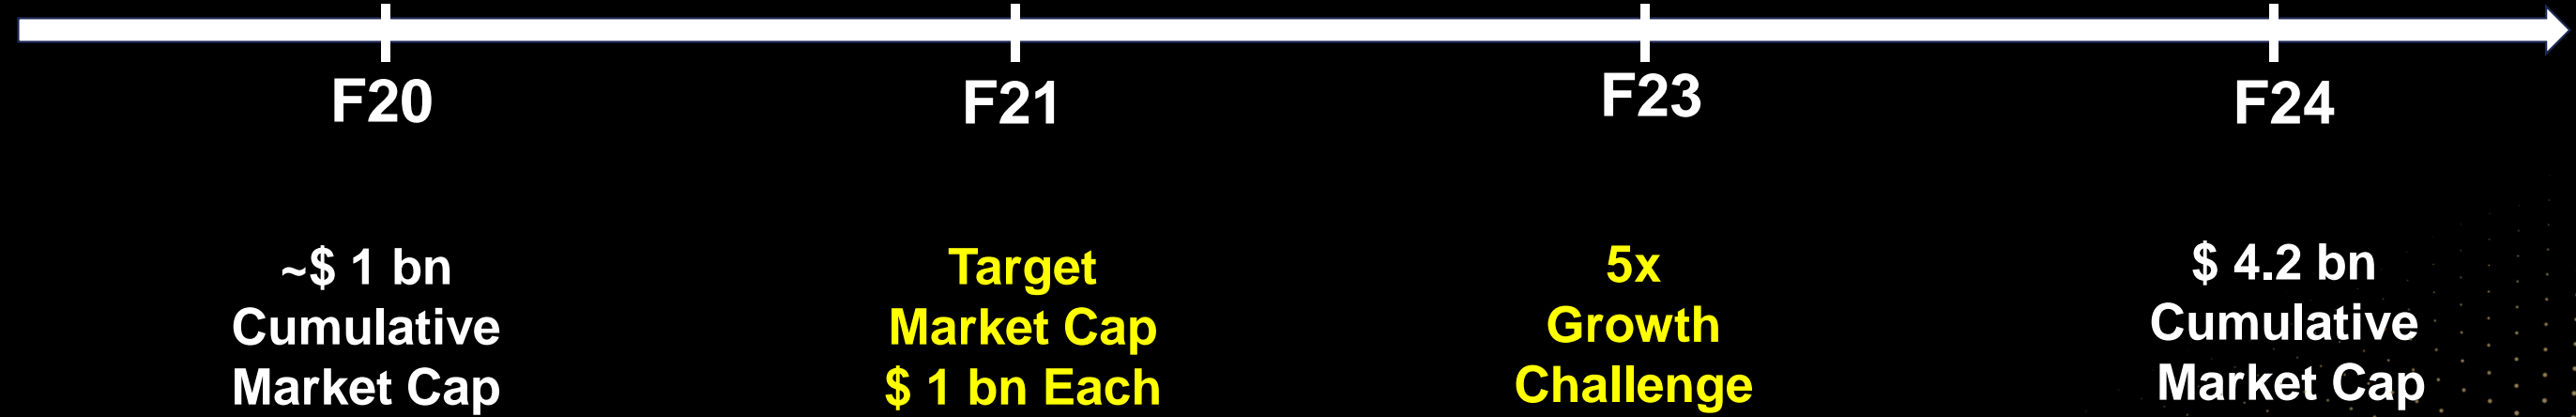 F20
F21
F23
F24
~$ 1 bn
Cumulative
Market Cap
Target
Market Cap
$ 1 bn Each
5x
Growth
Challenge
$ 4.2 bn
Cumulative
Market Cap